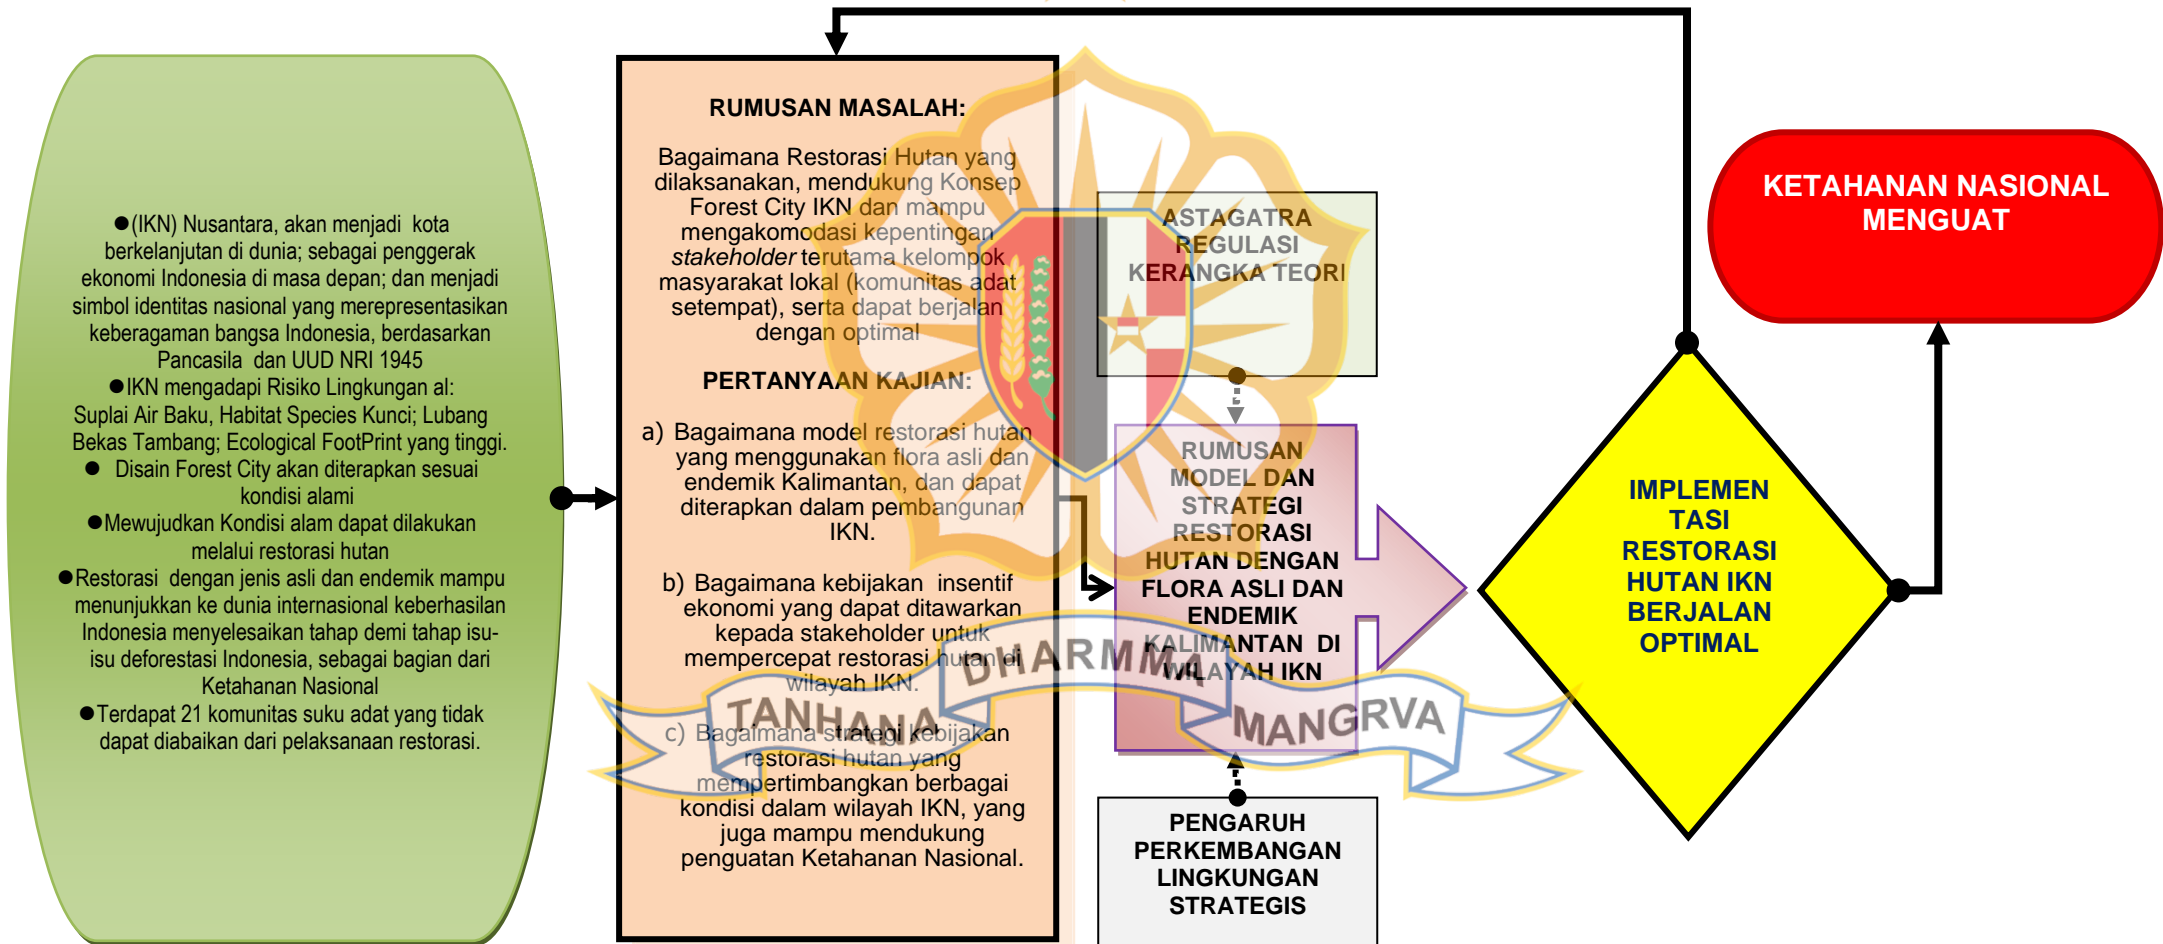 ●(IKN) Nusantara, akan menjadi kota
berkelanjutan di dunia; sebagai penggerak
ekonomi Indonesia di masa depan; dan menjadi
simbol identitas nasional yang merepresentasikan
keberagaman bangsa Indonesia, berdasarkan
Pancasila dan UUD NRI 1945
●IKN mengadapi Risiko Lingkungan al:
Suplai Air Baku, Habitat Species Kunci; Lubang
Bekas Tambang; Ecological FootPrint yang tinggi.
● Disain Forest City akan diterapkan sesuai
kondisi alami
●Mewujudkan Kondisi alam dapat dilakukan
melalui restorasi hutan
●Restorasi dengan jenis asli dan endemik mampu
menunjukkan ke dunia internasional keberhasilan
Indonesia menyelesaikan tahap demi tahap isu-
isu deforestasi Indonesia, sebagai bagian dari
Ketahanan Nasional
●Terdapat 21 komunitas suku adat yang tidak
dapat diabaikan dari pelaksanaan restorasi.
RUMUSAN MASALAH:
Bagaimana Restorasi Hutan yang
dilaksanakan, mendukung Konsep
Forest City IKN dan mampu
mengakomodasi kepentingan
stakeholder terutama kelompok
masyarakat lokal (komunitas adat
setempat), serta dapat berjalan
dengan optimal
PERTANYAAN KAJIAN:
a) Bagaimana model restorasi hutan
yang menggunakan flora asli dan
endemik Kalimantan, dan dapat
diterapkan dalam pembangunan
IKN.
b) Bagaimana kebijakan insentif
ekonomi yang dapat ditawarkan
kepada stakeholder untuk
mempercepat restorasi hutan di
wilayah IKN.
c) Bagaimana strategi kebijakan
restorasi hutan yang
mempertimbangkan berbagai
kondisi dalam wilayah IKN, yang
juga mampu mendukung
penguatan Ketahanan Nasional.
ASTAGATRA
REGULASI
KERANGKA TEORI
RUMUSAN
MODEL DAN
STRATEGI
RESTORASI
HUTAN DENGAN
FLORA ASLI DAN
ENDEMIK
KALIMANTAN DI
WILAYAH IKN
PENGARUH
PERKEMBANGAN
LINGKUNGAN
STRATEGIS
IMPLEMEN
TASI
RESTORASI
HUTAN IKN
BERJALAN
OPTIMAL
KETAHANAN NASIONAL
MENGUAT
TANHANA DHARMMA MANGRVA